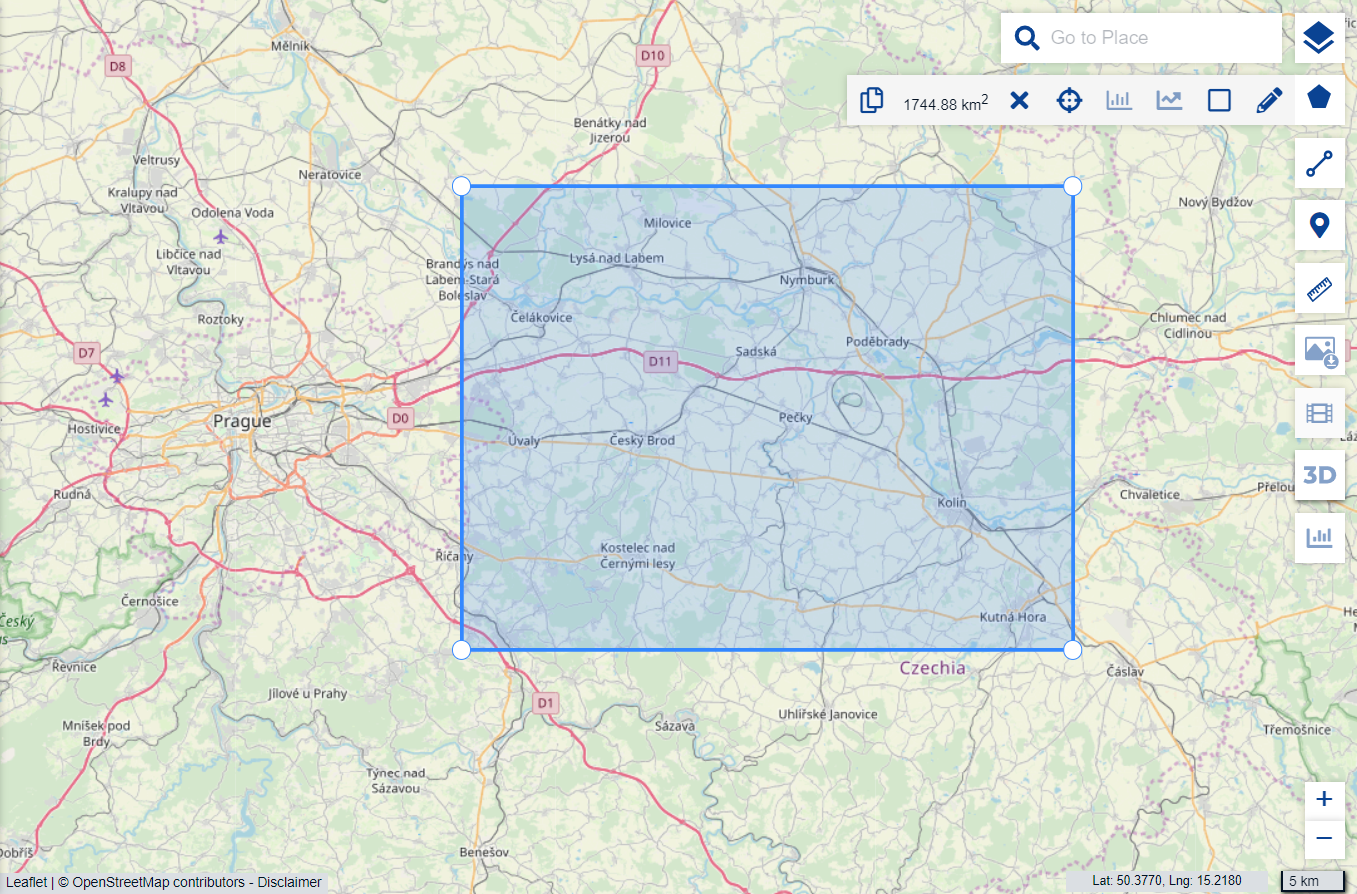 Mělník
D8
D10
Go to Place
1744.88 km2
Benátky nad
Jizerou
Veltrusy
Neratovice
Kralupy nad
Vltavou
Odolena Voda
Nový Bydžov
Milovice
Libčice nad
Vltavou
Lysá nad Labem
Brandýs nad
Labem-Stará
Boleslav
Nymburk
Čelákovice
Roztoky
Chlumec nad
Cidlinou
D7
Sadská
Poděbrady
D11
Prague
D0
Pečky
Hostivice
Úvaly
Český Brod
3D
Rudná
Kolín
Chvaletice
Přelou
Říčany
Kostelec nad
Černými lesy
Černošice
Český
Kutná Hora
Řevnice
Czechia
Čáslav
Jílové u Prahy
D1
Uhlířské Janovice
Mníšek pod
Brdy
Sázava
Třemošnice
Týnec nad
Sázavou
+
Dobříš
Benešov
−
Leaflet | © OpenStreetMap contributors - Disclaimer
Lat: 50.3770, Lng: 15.2180
5 km